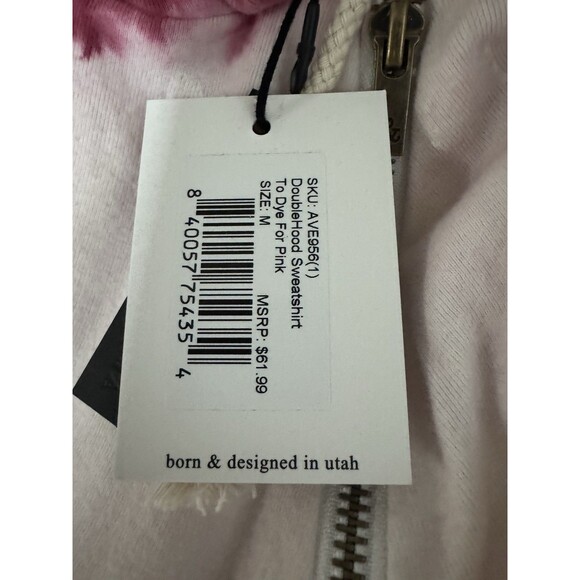 SKU: AVE956(1)
DoubleHood Sweatshirt
To Dye For Pink
SIZE: M
MSRP: $61.99
8 40057 75435 4
born & designed in utah